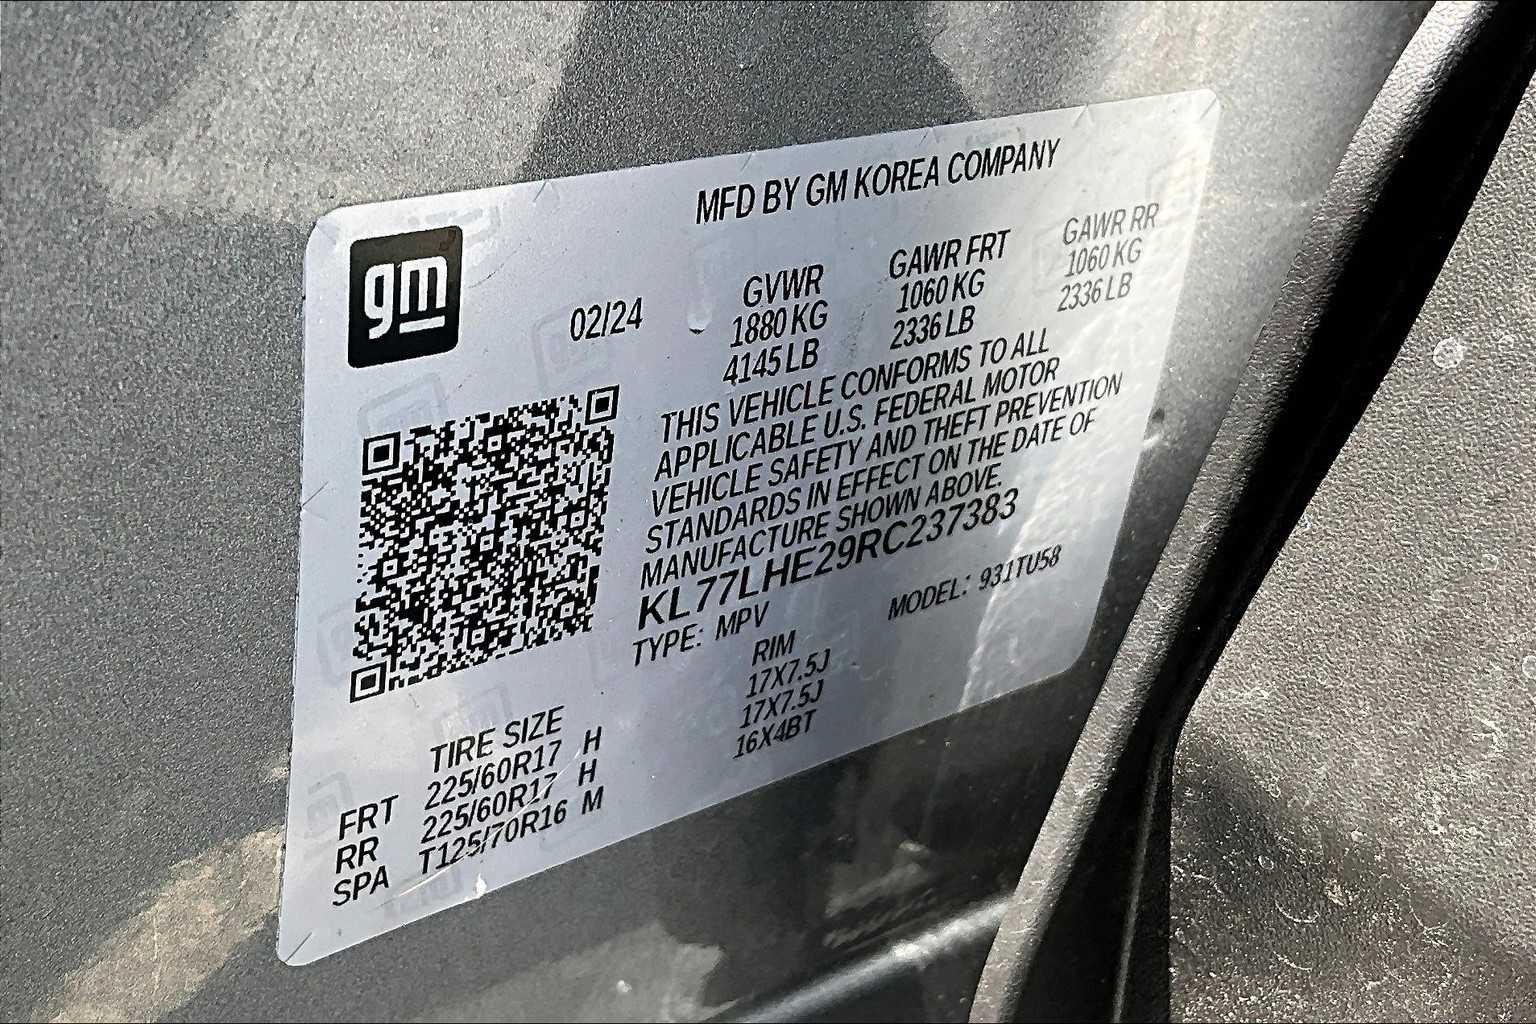 MFD BY GM KOREA COMPANY
gm
02/24
GVWR
1880 KG
4145 LB
GAWR FRT
1060 KG
2336 LB
GAWR RR
1060 KG
2336 LB
THIS VEHICLE CONFORMS TO ALL
APPLICABLE U.S. FEDERAL MOTOR
VEHICLE SAFETY AND THEFT PREVENTION
STANDARDS IN EFFECT ON THE DATE OF
MANUFACTURE SHOWN ABOVE.
KL77LHE29RC237383
TYPE: MPV MODEL: 931TU58
TIRE SIZE RIM
FRT 225/60R17 H 17X7.5J
RR 225/60R17 H 17X7.5J
SPA T125/70R16 M 16X4BT